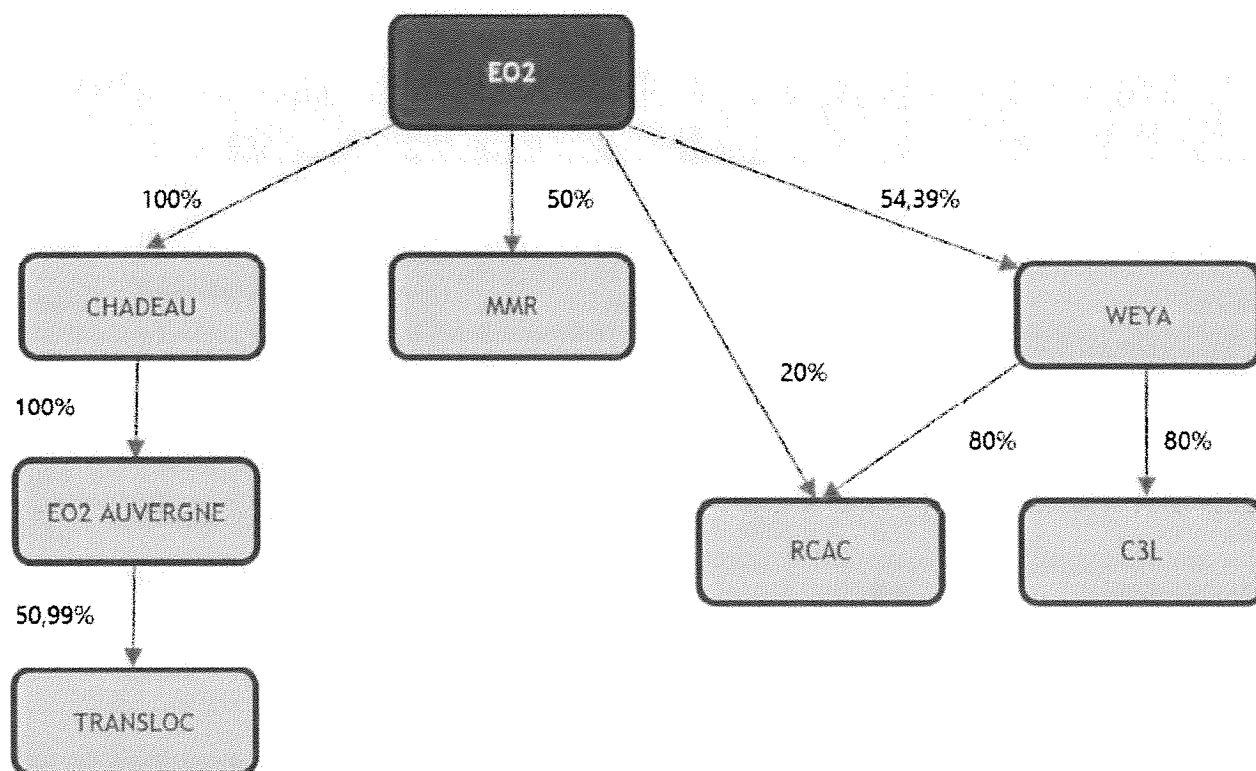 EO2
100%
50%
54,39%
CHADEAU
MMR
WEYA
20%
100%
80%
80%
EO2 AUVERGNE
RCAC
C3L
50,99%
TRANSLOC